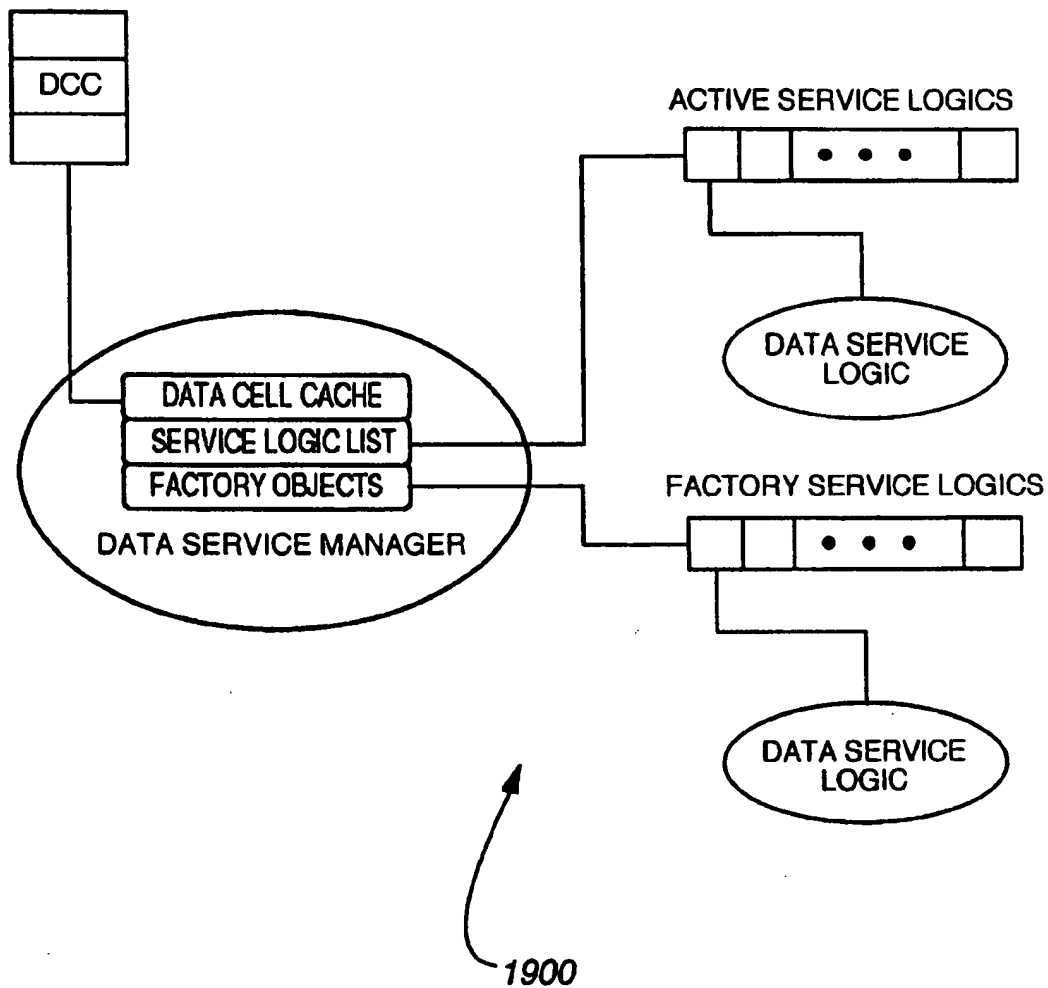 DCC
ACTIVE SERVICE LOGICS
DATA SERVICE
LOGIC
DATA CELL CACHE
SERVICE LOGIC LIST
FACTORY OBJECTS
DATA SERVICE MANAGER
FACTORY SERVICE LOGICS
DATA SERVICE
LOGIC
1900